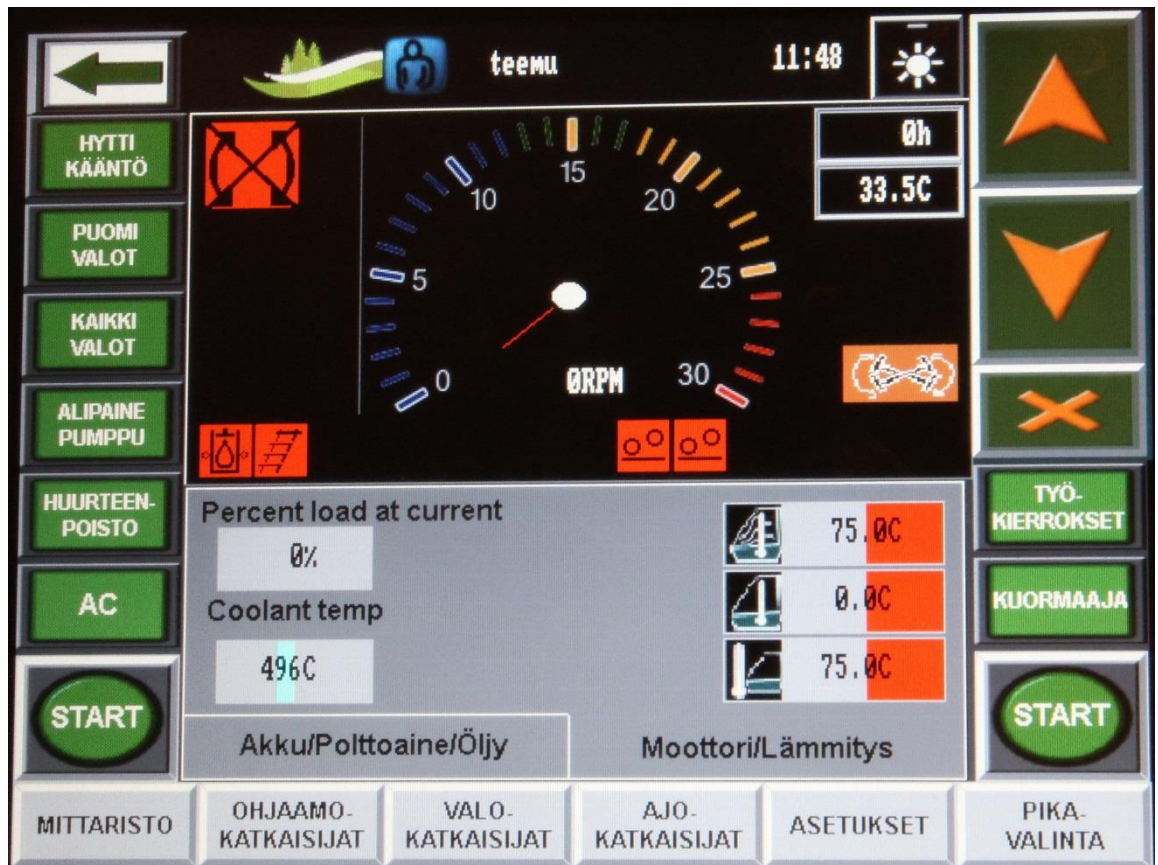 teemu
11:48
HYTTI
KÄÄNTÖ
PUOMI
VALOT
KAIKKI
VALOT
ALIPAINE
PUMPPU
HUURTEEN-
POISTO
AC
START
0h
33.5C
0
5
10
15
20
25
30
0RPM
Percent load at current
0%
Coolant temp
496C
75.0C
0.0C
75.0C
Akku/Polttoaine/Öljy
Moottori/Lämmitys
TYÖ-
KIERROKSET
KUORMAAJA
START
MITTARISTO
OHJAAMO-
KATKAISIJAT
VALO-
KATKAISIJAT
AJO-
KATKAISIJAT
ASETUKSET
PIKA-
VALINTA